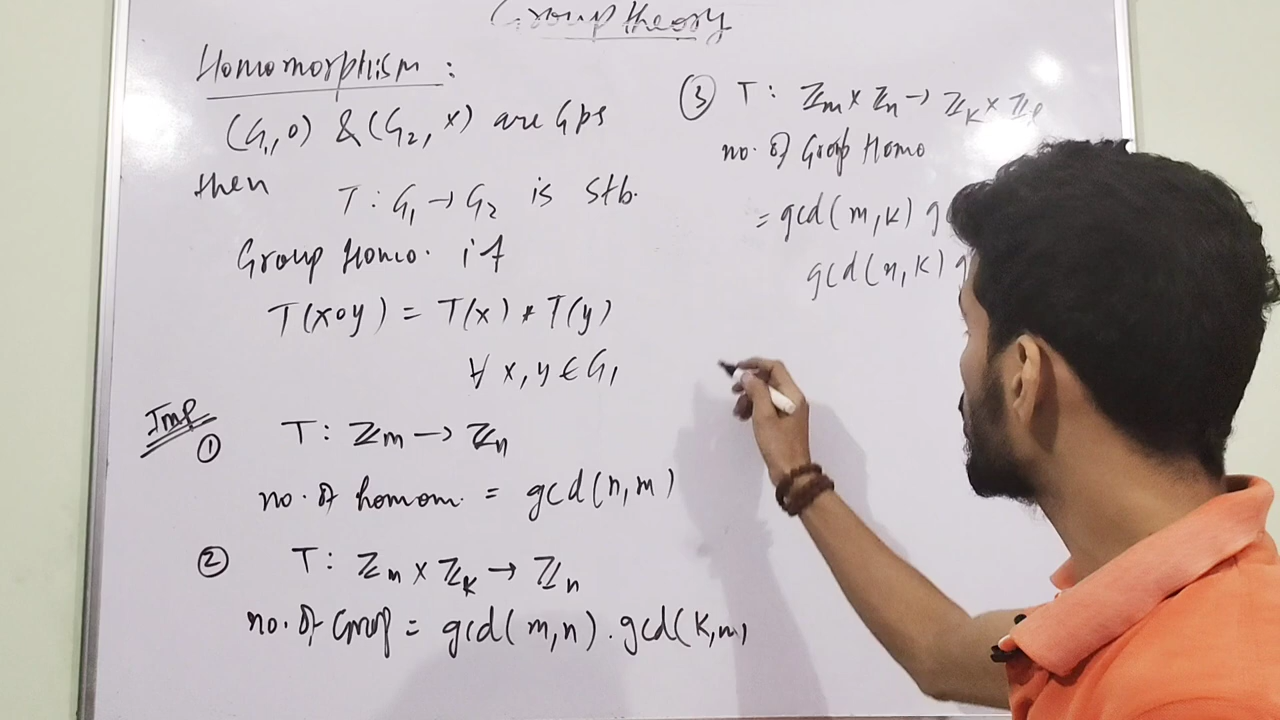 Group theory
Homomorphism :
(G1, o) & (G2, x) are Gps
then T : G1 → G2 is stb.
Group Homo. if
T(xoy) = T(x) * T(y)
∀ x, y ∈ G1
Imp
① T : ℤm → ℤn
no. of homom. = gcd(n, m)
② T : ℤm x ℤk → ℤn
no. of Group = gcd(m, n) . gcd(k, n)
③ T : ℤm x ℤn → ℤk x ℤl
no. of Group Homo
= gcd(m, k) g
gcd(n, k) g